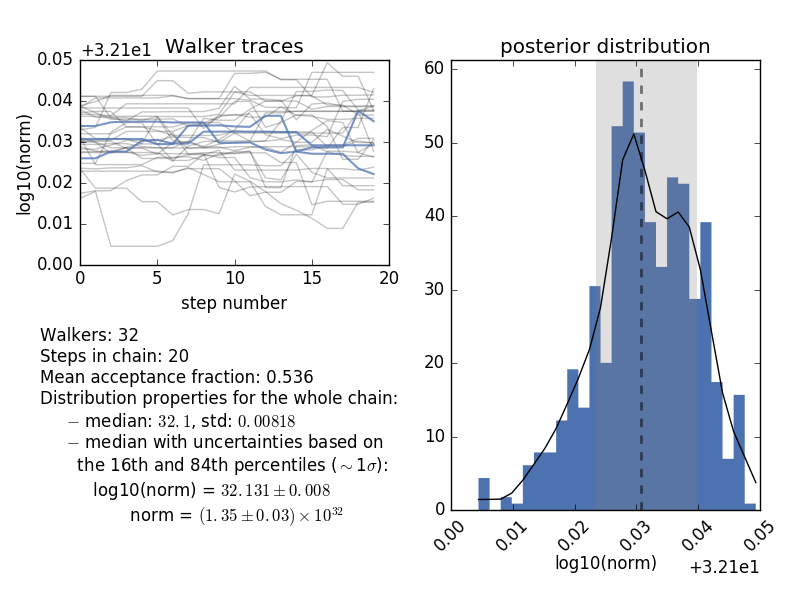 +3.21e1 Walker traces
0.05
0.04
0.03
0.02
0.01
0.00
log10(norm)
0 5 10 15 20
step number
Walkers: 32
Steps in chain: 20
Mean acceptance fraction: 0.536
Distribution properties for the whole chain:
− median: 32.1, std: 0.00818
− median with uncertainties based on
the 16th and 84th percentiles (∼1σ):
log10(norm) = 32.131 ± 0.008
norm = (1.35 ± 0.03) × 10³²
posterior distribution
60
50
40
30
20
10
0
0.00 0.01 0.02 0.03 0.04 0.05
log10(norm) +3.21e1